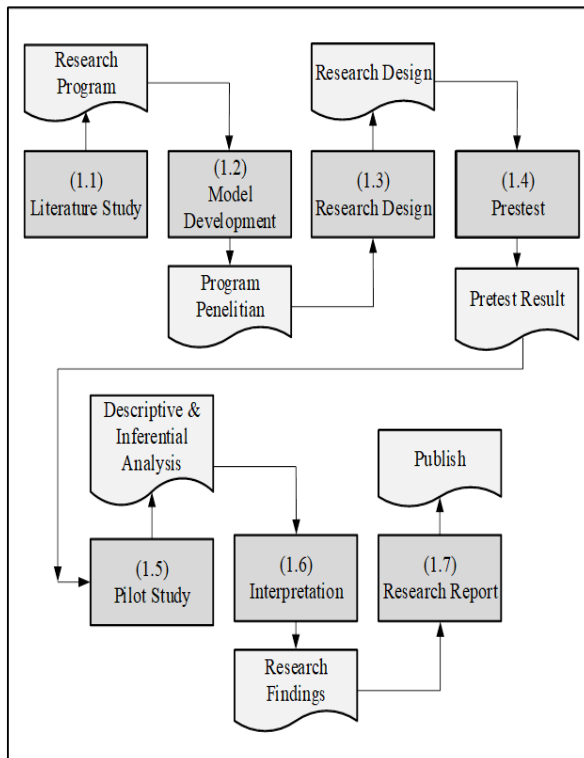 Research
Program
(1.1)
Literature Study
(1.2)
Model
Development
Program
Penelitian
(1.3)
Research Design
Research Design
(1.4)
Prestest
Pretest Result
(1.5)
Pilot Study
Descriptive &
Inferential
Analysis
(1.6)
Interpretation
Research
Findings
(1.7)
Research Report
Publish